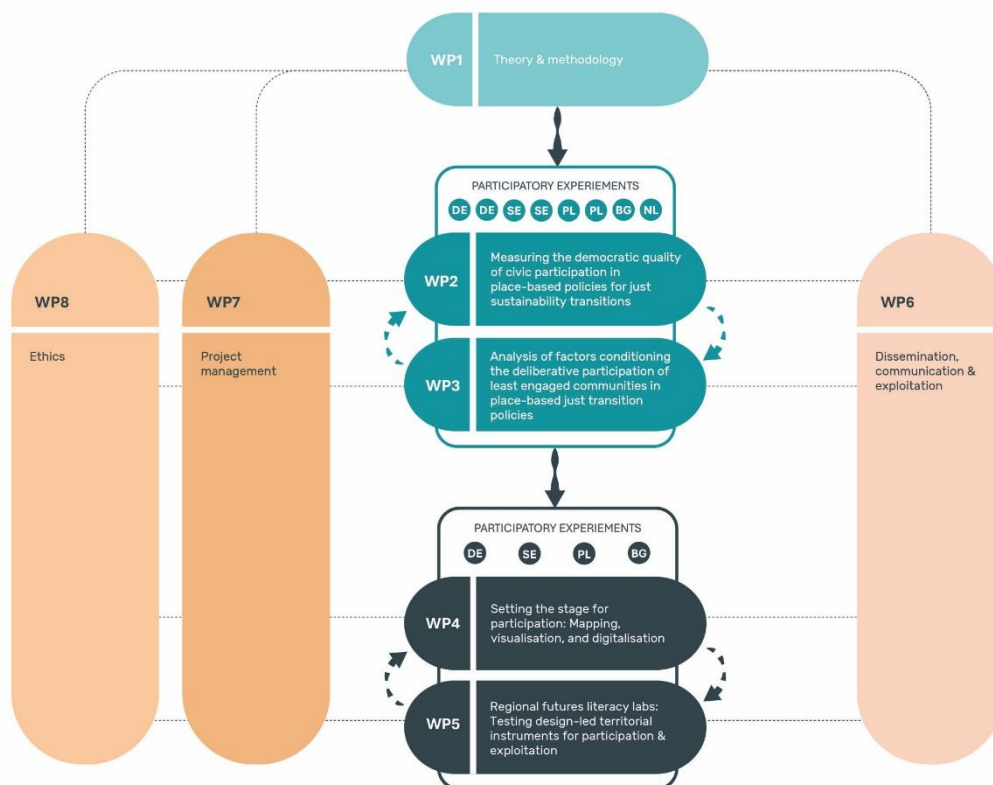 WP1
Theory & methodology
PARTICIPATORY EXPERIEMENTS
DE DE SE SE PL PL BG NL
WP2
Measuring the democratic quality
of civic participation in
place-based policies for just
sustainability transitions
WP3
Analysis of factors conditioning
the deliberative participation of
least engaged communities in
place-based just transition
policies
WP8
Ethics
WP7
Project
management
WP6
Dissemination,
communication &
exploitation
PARTICIPATORY EXPERIEMENTS
DE SE PL BG
WP4
Setting the stage for
participation: Mapping,
visualisation, and digitalisation
WP5
Regional futures literacy labs:
Testing design-led territorial
instruments for participation &
exploitation